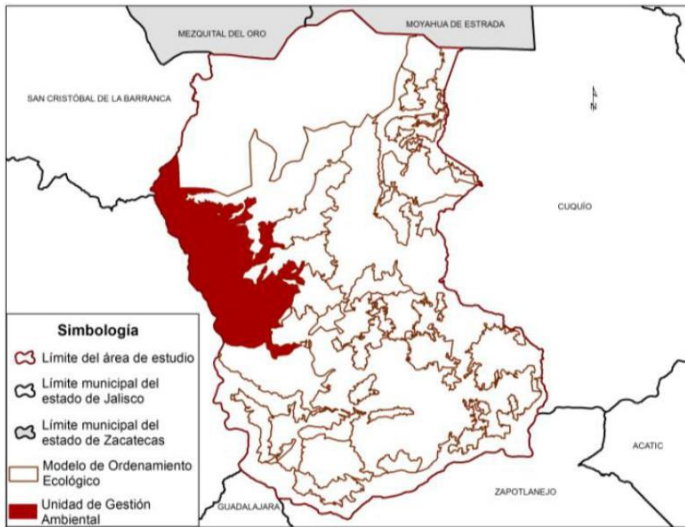 MEZQUITAL DEL ORO
MOYAHUA DE ESTRADA
SAN CRISTÓBAL DE LA BARRANCA
N
CUQUÍO
Simbología
Límite del área de estudio
Límite municipal del
estado de Jalisco
Límite municipal del
estado de Zacatecas
Modelo de Ordenamiento
Ecológico
Unidad de Gestión
Ambiental
GUADALAJARA
ZAPOTLANEJO
ACATIC